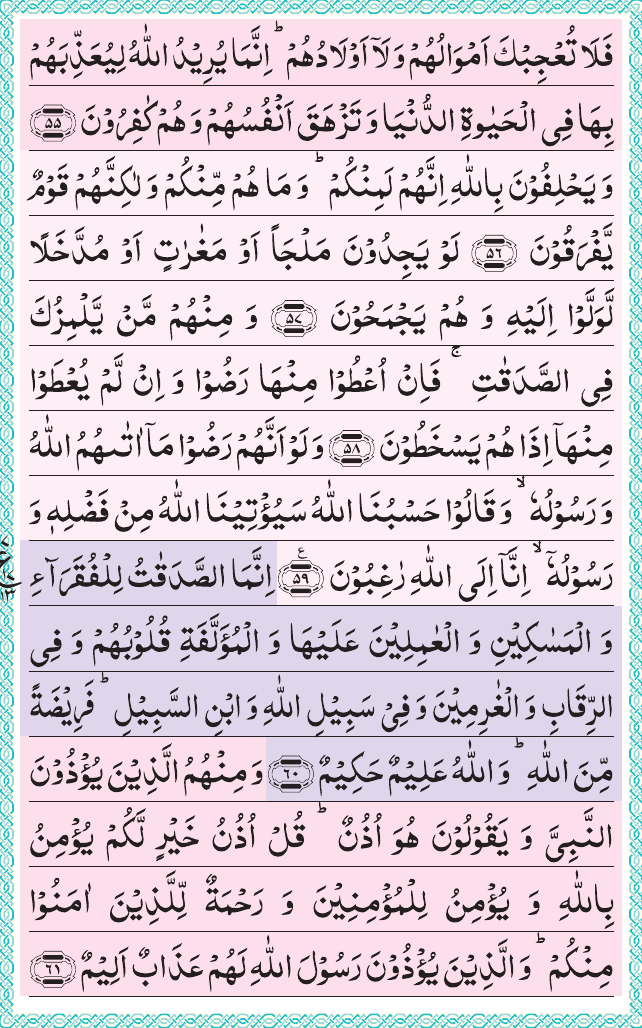 فَلَا تُعۡجِبۡكَ اَمۡوَالُهُمۡ وَلَاۤ اَوۡلَادُهُمۡ ؕ اِنَّمَا يُرِيۡدُ اللّٰهُ لِيُعَذِّبَهُمۡ
بِهَا فِى الۡحَيٰوةِ الدُّنۡيَا وَ تَزۡهَقَ اَنۡفُسُهُمۡ وَهُمۡ كٰفِرُوۡنَ ﴿۵۵﴾
وَ يَحۡلِفُوۡنَ بِاللّٰهِ اِنَّهُمۡ لَمِنۡكُمۡ ؕ وَ مَا هُمۡ مِّنۡكُمۡ وَ لٰـكِنَّهُمۡ قَوۡمٌ
يَّفۡرَقُوۡنَ ﴿۵۶﴾ لَوۡ يَجِدُوۡنَ مَلۡجَاً اَوۡ مَغٰرٰتٍ اَوۡ مُدَّخَلًا
لَّوَلَّوۡا اِلَيۡهِ وَ هُمۡ يَجۡمَحُوۡنَ ﴿۵۷﴾ وَ مِنۡهُمۡ مَّنۡ يَّلۡمِزُكَ
فِى الصَّدَقٰتِ ۚ فَاِنۡ اُعۡطُوۡا مِنۡهَا رَضُوۡا وَ اِنۡ لَّمۡ يُعۡطَوۡا
مِنۡهَاۤ اِذَا هُمۡ يَسۡخَطُوۡنَ ﴿۵۸﴾ وَلَوۡ اَنَّهُمۡ رَضُوۡا مَاۤ اٰتٰٮهُمُ اللّٰهُ
وَ رَسُوۡلُهٗ ۙ وَ قَالُوۡا حَسۡبُنَا اللّٰهُ سَيُؤۡتِيۡنَا اللّٰهُ مِنۡ فَضۡلِهٖ وَ
رَسُوۡلُهٗۤ ۙ اِنَّاۤ اِلَى اللّٰهِ رٰغِبُوۡنَ ﴿۵۹﴾ ع اِنَّمَا الصَّدَقٰتُ لِلۡفُقَرَآءِ
وَ الۡمَسٰكِيۡنِ وَ الۡعٰمِلِيۡنَ عَلَيۡهَا وَ الۡمُؤَلَّفَةِ قُلُوۡبُهُمۡ وَ فِى
الرِّقَابِ وَ الۡغٰرِمِيۡنَ وَ فِىۡ سَبِيۡلِ اللّٰهِ وَ ابۡنِ السَّبِيۡلِ ؕ فَرِيۡضَةً
مِّنَ اللّٰهِ ؕ وَ اللّٰهُ عَلِيۡمٌ حَكِيۡمٌ ﴿۶۰﴾ وَ مِنۡهُمُ الَّذِيۡنَ يُؤۡذُوۡنَ
النَّبِىَّ وَ يَقُوۡلُوۡنَ هُوَ اُذُنٌ ؕ قُلۡ اُذُنُ خَيۡرٍ لَّـكُمۡ يُؤۡمِنُ
بِاللّٰهِ وَ يُؤۡمِنُ لِلۡمُؤۡمِنِيۡنَ وَ رَحۡمَةٌ لِّـلَّذِيۡنَ اٰمَنُوۡا
مِنۡكُمۡ ؕ وَ الَّذِيۡنَ يُؤۡذُوۡنَ رَسُوۡلَ اللّٰهِ لَهُمۡ عَذَابٌ اَلِيۡمٌ ﴿۶۱﴾